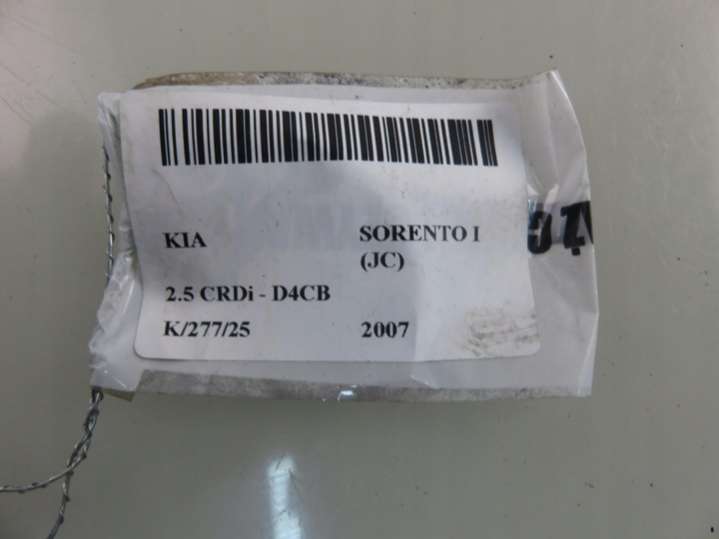 KIA SORENTO I
(JC)
2.5 CRDi - D4CB
K/277/25 2007